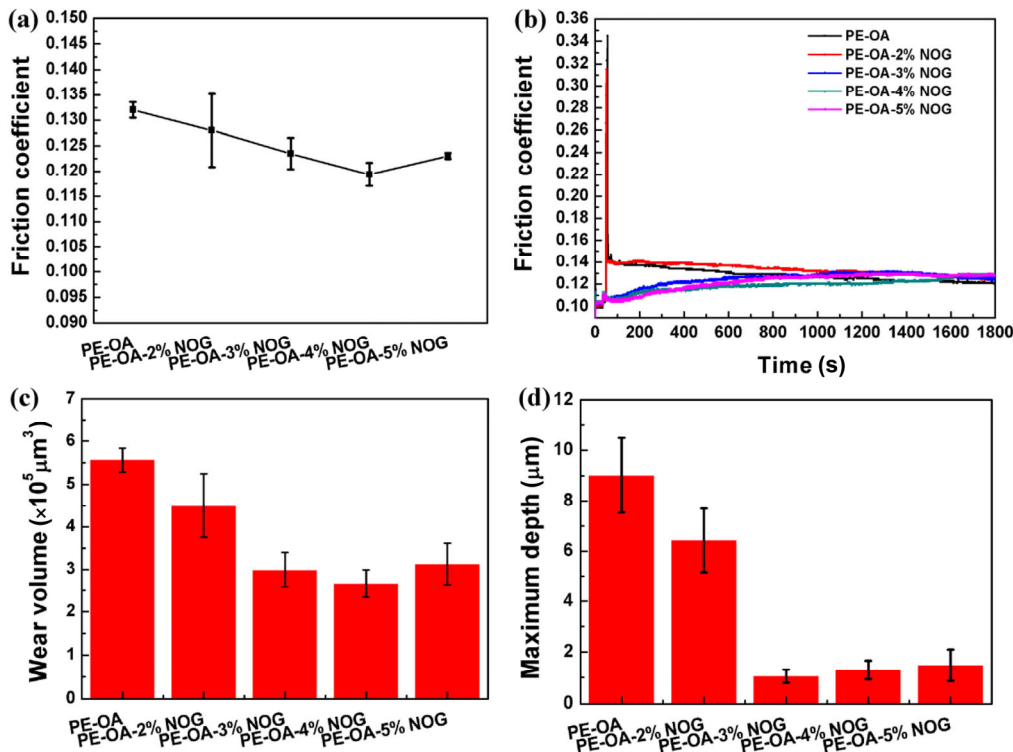 (a)
0.150
0.145
0.140
0.135
0.130
0.125
0.120
0.115
0.110
0.105
0.100
0.095
0.090
Friction coefficient
PE-OA
PE-OA-2% NOG
PE-OA-3% NOG
PE-OA-4% NOG
PE-OA-5% NOG
(b)
0.36
0.34
0.32
0.30
0.28
0.26
0.24
0.22
0.20
0.18
0.16
0.14
0.12
0.10
Friction coefficient
PE-OA
PE-OA-2% NOG
PE-OA-3% NOG
PE-OA-4% NOG
PE-OA-5% NOG
0 200 400 600 800 1000 1200 1400 1600 1800
Time (s)
(c)
7
6
5
4
3
2
1
0
Wear volume (×10⁵μm³)
PE-OA
PE-OA-2% NOG
PE-OA-3% NOG
PE-OA-4% NOG
PE-OA-5% NOG
(d)
12
10
8
6
4
2
0
Maximum depth (μm)
PE-OA
PE-OA-2% NOG
PE-OA-3% NOG
PE-OA-4% NOG
PE-OA-5% NOG